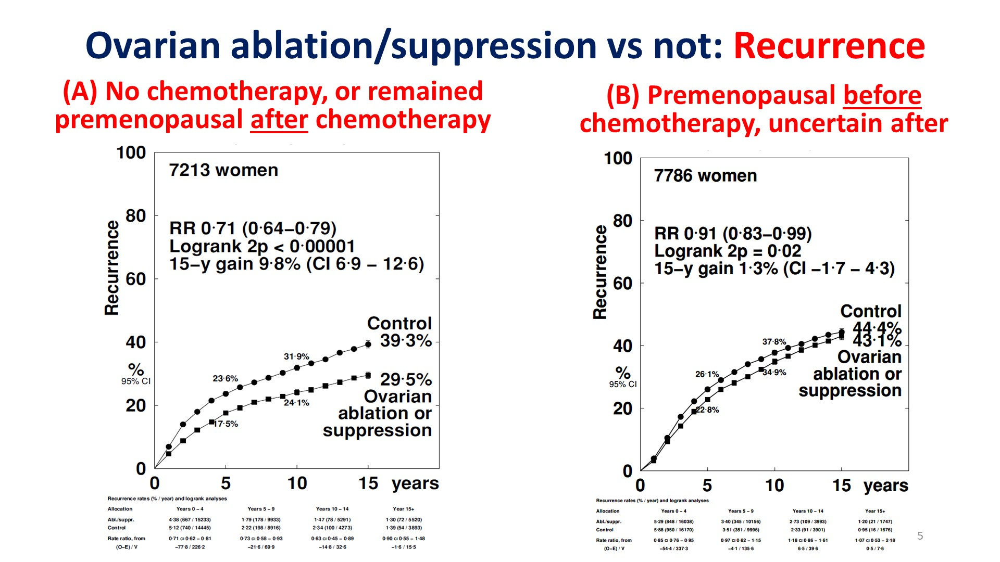 Ovarian ablation/suppression vs not: Recurrence
(A) No chemotherapy, or remained
premenopausal after chemotherapy
100
7213 women
80
RR 0·71 (0·64–0·79)
Logrank 2p < 0·00001
15–y gain 9·8% (CI 6·9 – 12·6)
60
Recurrence
Control
39·3%
40
31·9%
23·6%
%
95% CI
29·5%
Ovarian
ablation or
suppression
24·1%
20
17·5%
0
0 5 10 15 years
Recurrence rates (% / year) and logrank analyses
Allocation Years 0 – 4 Years 5 – 9 Years 10 – 14 Year 15+
Abl./suppr. 4·38 (667 / 15233) 1·79 (178 / 9933) 1·47 (78 / 5291) 1·30 (72 / 5520)
Control 5·12 (740 / 14445) 2·22 (198 / 8916) 2·34 (100 / 4273) 1·39 (54 / 3893)
Rate ratio, from 0·71 CI 0·62 – 0·81 0·73 CI 0·58 – 0·93 0·63 CI 0·45 – 0·89 0·90 CI 0·55 – 1·48
(O–E) / V –77·8 / 226·2 –21·6 / 69·9 –14·8 / 32·6 –1·6 / 15·5
(B) Premenopausal before
chemotherapy, uncertain after
100
7786 women
80
RR 0·91 (0·83–0·99)
Logrank 2p = 0·02
15–y gain 1·3% (CI –1·7 – 4·3)
60
Recurrence
Control
44·4%
43·1%
Ovarian
ablation or
suppression
40
37·8%
34·9%
26·1%
%
95% CI
22·8%
20
0
0 5 10 15 years
Recurrence rates (% / year) and logrank analyses
Allocation Years 0 – 4 Years 5 – 9 Years 10 – 14 Year 15+
Abl./suppr. 5·29 (848 / 16038) 3·40 (345 / 10156) 2·73 (109 / 3993) 1·20 (21 / 1747)
Control 5·88 (950 / 16170) 3·51 (351 / 9996) 2·33 (91 / 3901) 0·95 (16 / 1676)
Rate ratio, from 0·85 CI 0·76 – 0·95 0·97 CI 0·82 – 1·15 1·18 CI 0·86 – 1·61 1·07 CI 0·53 – 2·18
(O–E) / V –54·4 / 337·3 –4·1 / 135·6 6·5 / 39·6 0·5 / 7·6
5